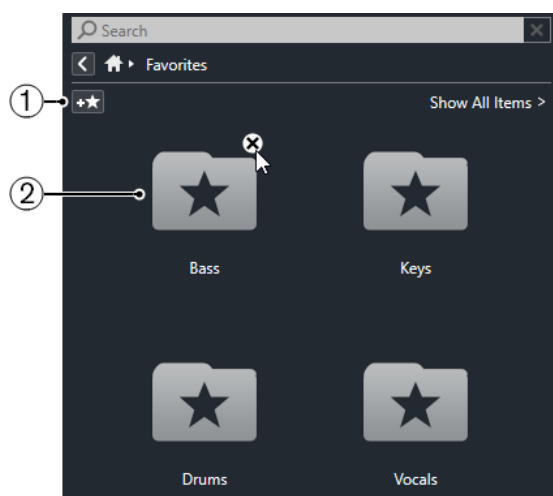 Search
Favorites
1
Show All Items >
2
Bass
Keys
Drums
Vocals